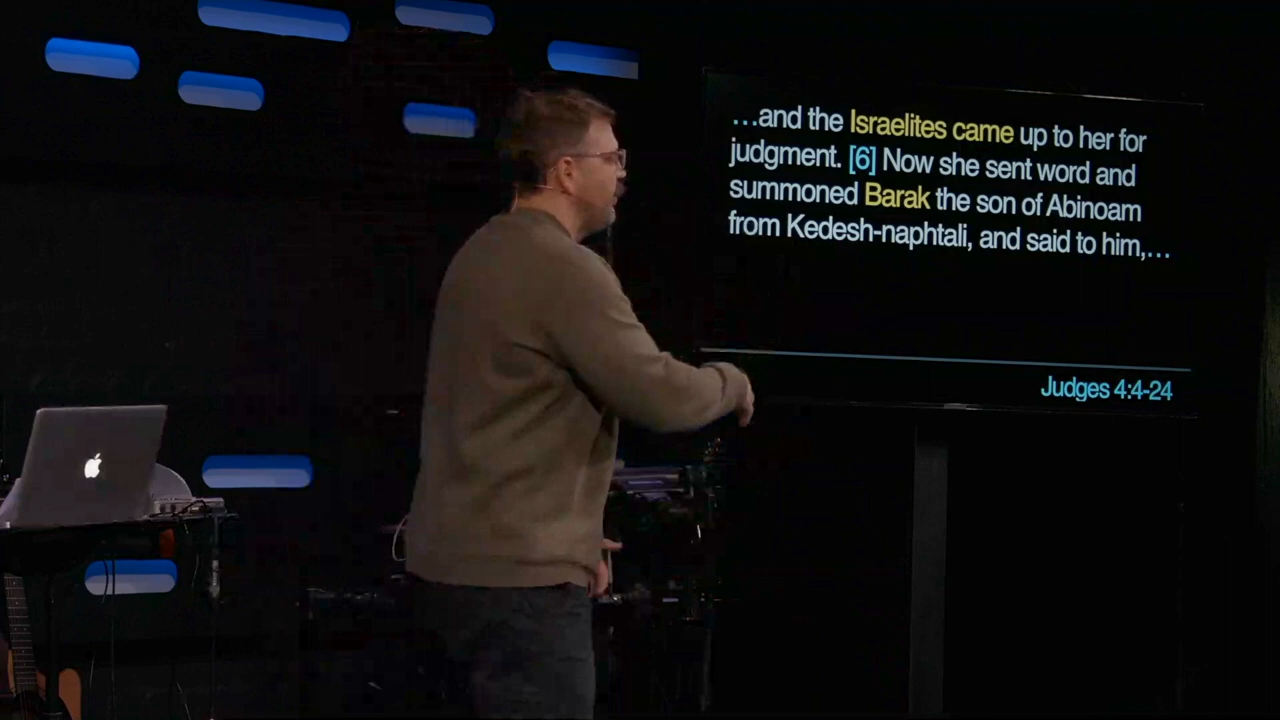 …and the Israelites came up to her for
judgment. [6] Now she sent word and
summoned Barak the son of Abinoam
from Kedesh-naphtali, and said to him,…
Judges 4:4-24